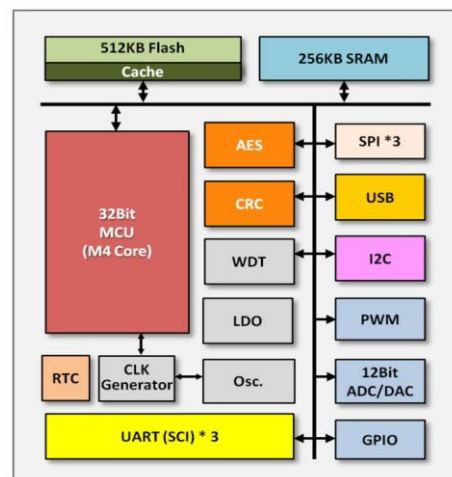 512KB Flash
Cache
256KB SRAM
32Bit
MCU
(M4 Core)
AES
SPI *3
CRC
USB
WDT
I2C
LDO
PWM
RTC
CLK
Generator
Osc.
12Bit
ADC/DAC
UART (SCI) * 3
GPIO